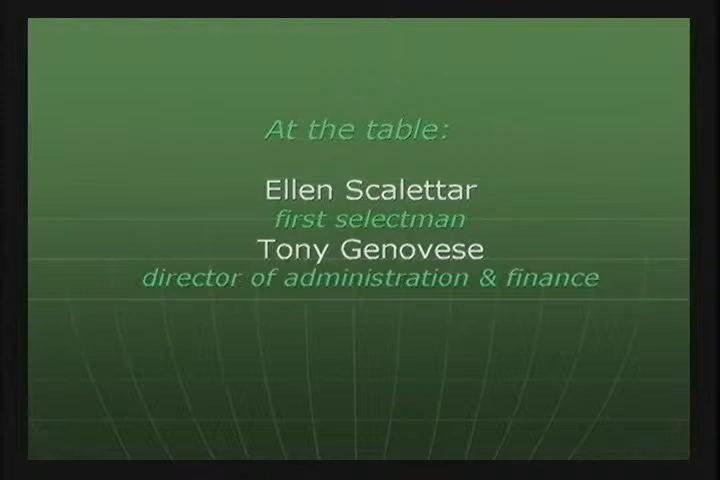 At the table:
Ellen Scalettar
first selectman
Tony Genovese
director of administration & finance